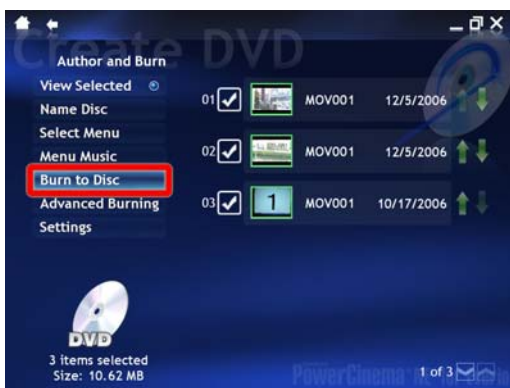 Create DVD
Author and Burn
View Selected
Name Disc
Select Menu
Menu Music
Burn to Disc
Advanced Burning
Settings
01 MOV001 12/5/2006
02 MOV001 12/5/2006
03 1 MOV001 10/17/2006
DVD
3 items selected
Size: 10.62 MB
PowerCinema
1 of 3